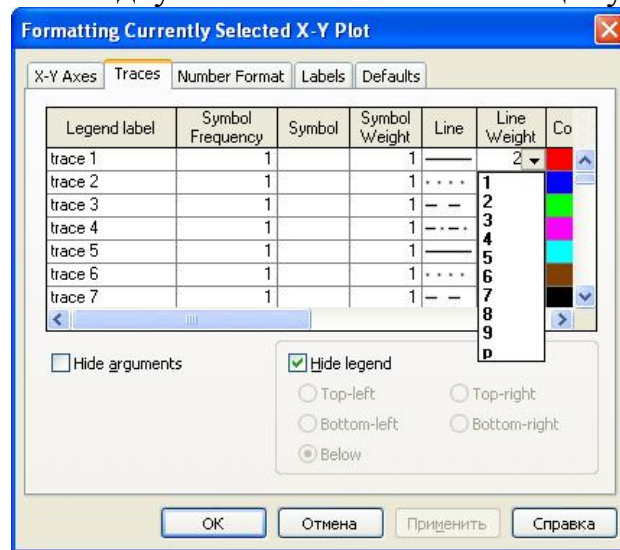 Formatting Currently Selected X-Y Plot
X-Y Axes Traces Number Format Labels Defaults
Legend label Symbol Frequency Symbol Symbol Weight Line Line Weight Co
trace 1 1 1 2
trace 2 1 1
trace 3 1 1
trace 4 1 1
trace 5 1 1
trace 6 1 1
trace 7 1 1
1
2
3
4
5
6
7
8
9
p
Hide arguments
Hide legend
Top-left Top-right
Bottom-left Bottom-right
Below
OK Отмена Применить Справка